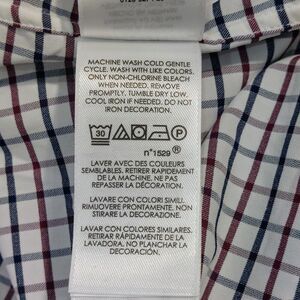 MACHINE WASH COLD GENTLE
CYCLE. WASH WITH LIKE COLORS.
ONLY NON-CHLORINE BLEACH
WHEN NEEDED. REMOVE
PROMPTLY. TUMBLE DRY LOW.
COOL IRON IF NEEDED. DO NOT
IRON DECORATION.
30 P
n°1529 ®
LAVER AVEC DES COULEURS
SEMBLABLES. RETIRER RAPIDEMENT
DE LA MACHINE. NE PAS
REPASSER LA DÉCORATION.
LAVARE CON COLORI SIMILI.
RIMUOVERE PRONTAMENTE. NON
STIRARE LA DECORAZIONE.
LAVAR CON COLORES SIMILARES.
RETIRAR PRONTAMENTE DE LA
LAVADORA. NO PLANCHAR LA
DECORACIÓN.